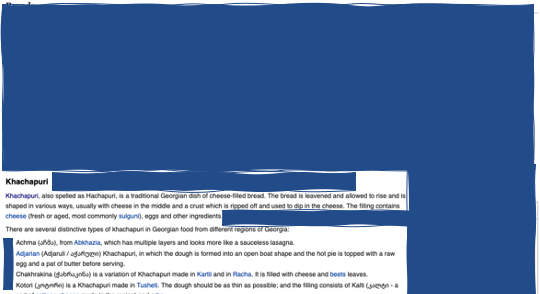 Khachapuri
Khachapuri, also spelled as Hachapuri, is a traditional Georgian dish of cheese-filled bread. The bread is leavened and allowed to rise and is
shaped in various ways, usually with cheese in the middle and a crust which is ripped off and used to dip in the cheese. The filling contains
cheese (fresh or aged, most commonly sulguni), eggs and other ingredients.
There are several distinctive types of khachapuri in Georgian food from different regions of Georgia:
Achma (აჩმა), from Abkhazia, which has multiple layers and looks more like a sauceless lasagna.
Adjarian (Adjaruli / აჭარული) Khachapuri, in which the dough is formed into an open boat shape and the hot pie is topped with a raw
egg and a pat of butter before serving.
Chakhrakina (ჭახრაკინა) is a variation of Khachapuri made in Kartli and in Racha. It is filled with cheese and beets leaves.
Kotori (კოტორი) is a Khachapuri made in Tusheti. The dough should be as thin as possible; and the filling consists of Kalti (კალტი - a